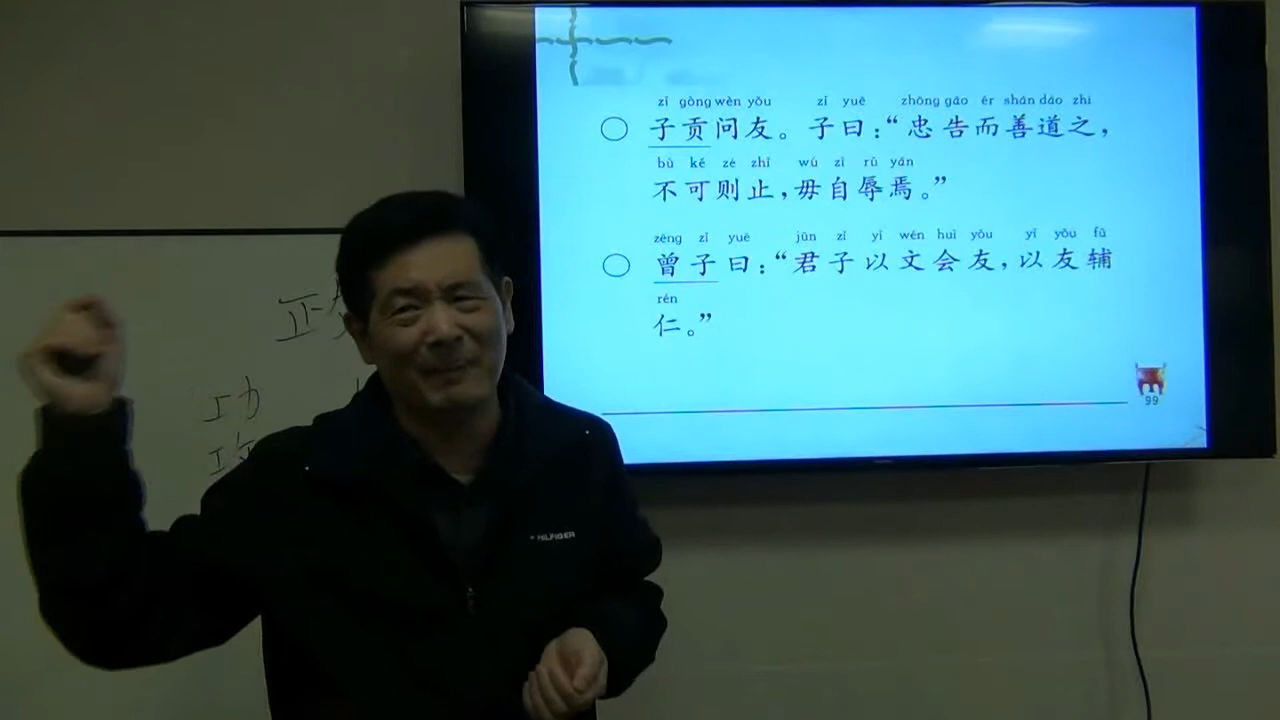 zǐ gòng wèn yǒu zǐ yuē zhōng gào ér shàn dào zhī
○ 子贡问友。子曰：“忠告而善道之，
bù kě zé zhǐ wú zì rǔ yán
不可则止，毋自辱焉。”
zēng zǐ yuē jūn zǐ yǐ wén huì yǒu yǐ yǒu fǔ
○ 曾子曰：“君子以文会友，以友辅
rén
仁。”
99
正
功
HILFIGER